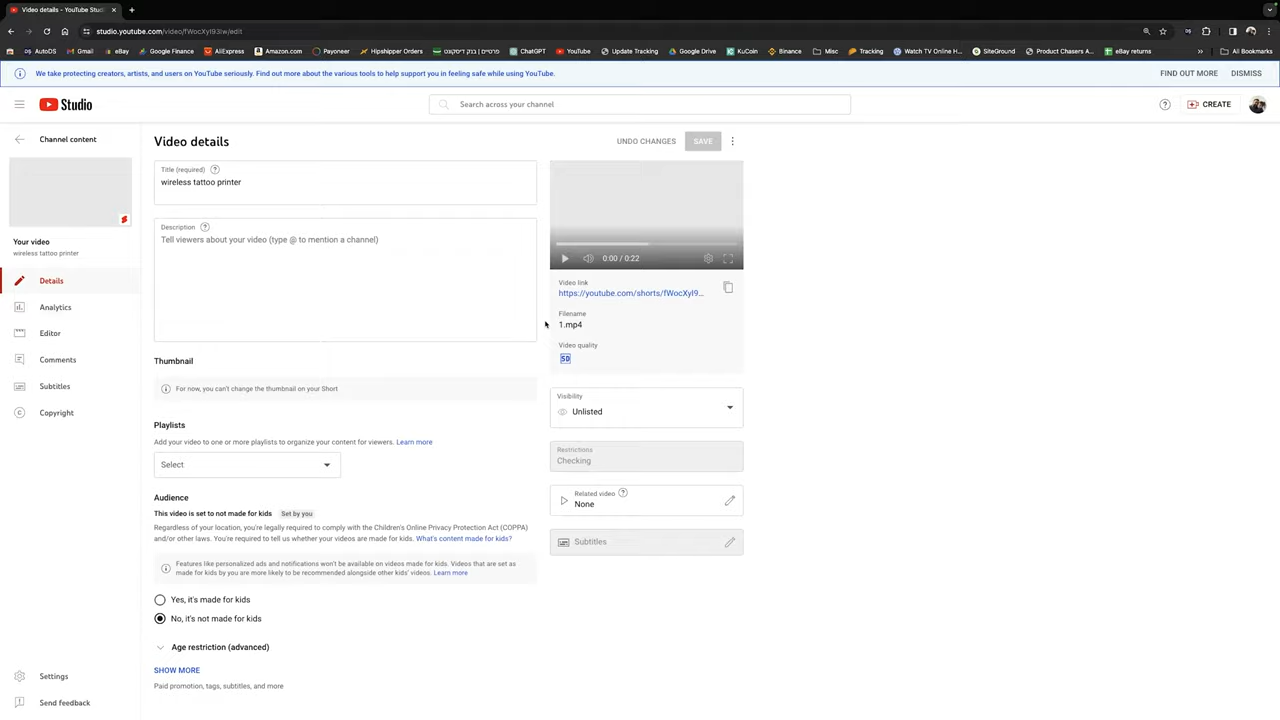 Video details - YouTube Studi
studio.youtube.com/video/fWocXyI93lw/edit
AutoDS
Gmail
eBay
Google Finance
AliExpress
Amazon.com
Payoneer
Hipshipper Orders
פרטיים | בנק דיסקונט
ChatGPT
YouTube
Update Tracking
Google Drive
KuCoin
Binance
Misc
Tracking
Watch TV Online H...
SiteGround
Product Chasers A...
eBay returns
All Bookmarks
We take protecting creators, artists, and users on YouTube seriously. Find out more about the various tools to help support you in feeling safe while using YouTube.
FIND OUT MORE
DISMISS
Studio
Search across your channel
CREATE
Channel content
Your video
wireless tattoo printer
Details
Analytics
Editor
Comments
Subtitles
Copyright
Settings
Send feedback
Video details
UNDO CHANGES
SAVE
Title (required)
wireless tattoo printer
Description
Tell viewers about your video (type @ to mention a channel)
Thumbnail
For now, you can't change the thumbnail on your Short
Playlists
Add your video to one or more playlists to organize your content for viewers. Learn more
Select
Audience
This video is set to not made for kids Set by you
Regardless of your location, you're legally required to comply with the Children's Online Privacy Protection Act (COPPA)
and/or other laws. You're required to tell us whether your videos are made for kids. What's content made for kids?
Features like personalized ads and notifications won't be available on videos made for kids. Videos that are set as
made for kids by you are more likely to be recommended alongside other kids' videos. Learn more
Yes, it's made for kids
No, it's not made for kids
Age restriction (advanced)
SHOW MORE
Paid promotion, tags, subtitles, and more
0:00 / 0:22
Video link
https://youtube.com/shorts/fWocXyI9...
Filename
1.mp4
Video quality
SD
Visibility
Unlisted
Restrictions
Checking
Related video
None
Subtitles